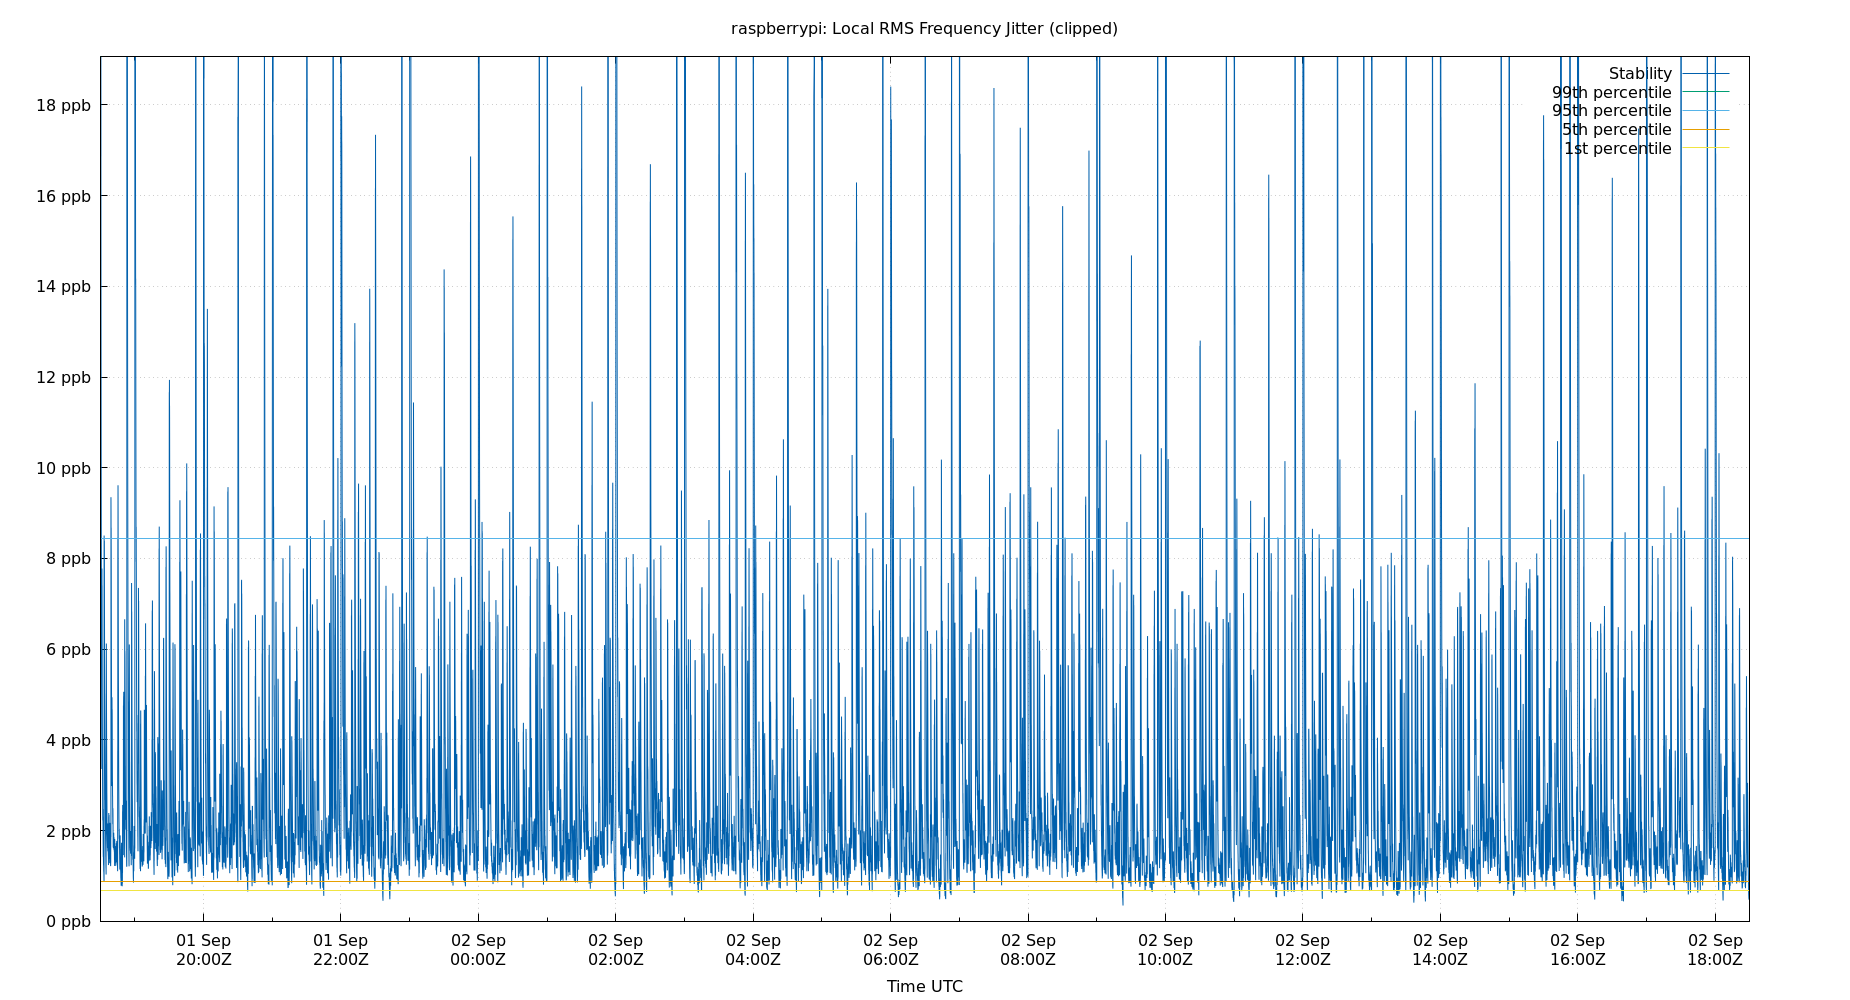 raspberrypi: Local RMS Frequency Jitter (clipped)
Stability
99th percentile
95th percentile
5th percentile
1st percentile
18 ppb
16 ppb
14 ppb
12 ppb
10 ppb
8 ppb
6 ppb
4 ppb
2 ppb
0 ppb
01 Sep 01 Sep 02 Sep 02 Sep 02 Sep 02 Sep 02 Sep 02 Sep 02 Sep 02 Sep 02 Sep 02 Sep
20:00Z 22:00Z 00:00Z 02:00Z 04:00Z 06:00Z 08:00Z 10:00Z 12:00Z 14:00Z 16:00Z 18:00Z
Time UTC